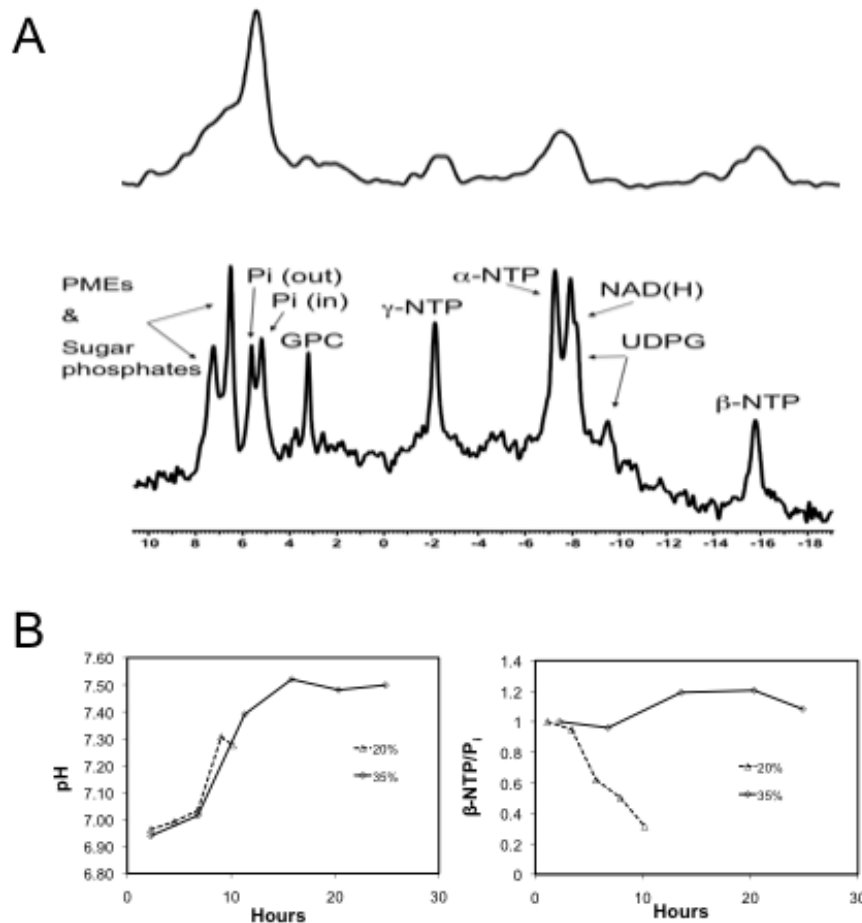 A
PMEs
&
Sugar
phosphates
Pi (out)
Pi (in)
GPC
γ-NTP
α-NTP
NAD(H)
UDPG
β-NTP
10 8 6 4 2 0 -2 -4 -6 -8 -10 -12 -14 -16 -18
B
7.60
7.50
7.40
7.30
7.20
7.10
7.00
6.90
6.80
pH
0 10 20 30
Hours
20%
35%
1.4
1.2
1
0.8
0.6
0.4
0.2
0
β-NTP/Pi
0 10 20 30
Hours
20%
35%